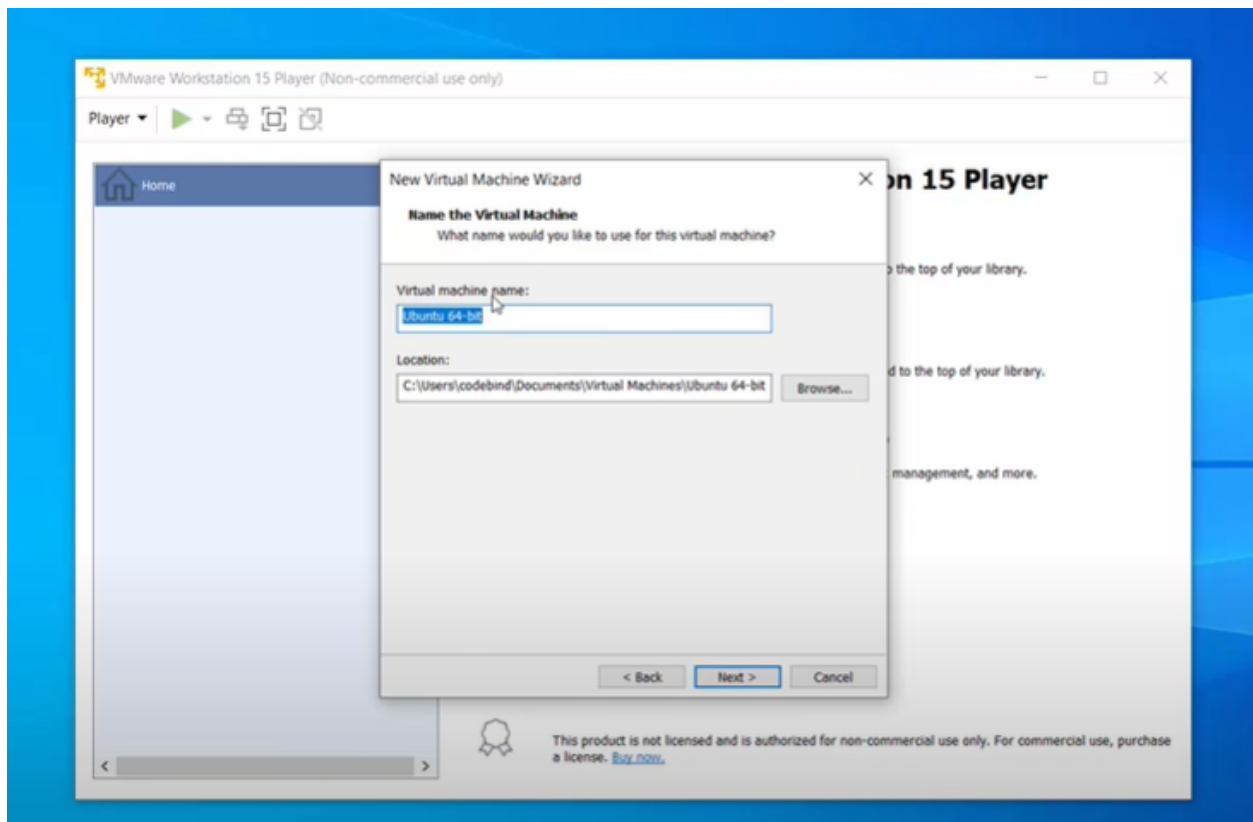 VMware Workstation 15 Player (Non-commercial use only)
Player
Home
New Virtual Machine Wizard
on 15 Player
Name the Virtual Machine
What name would you like to use for this virtual machine?
the top of your library.
Virtual machine name:
Ubuntu 64-bit
Location:
d to the top of your library.
C:\Users\codebind\Documents\Virtual Machines\Ubuntu 64-bit
Browse...
management, and more.
< Back
Next >
Cancel
This product is not licensed and is authorized for non-commercial use only. For commercial use, purchase
a license. Buy now.